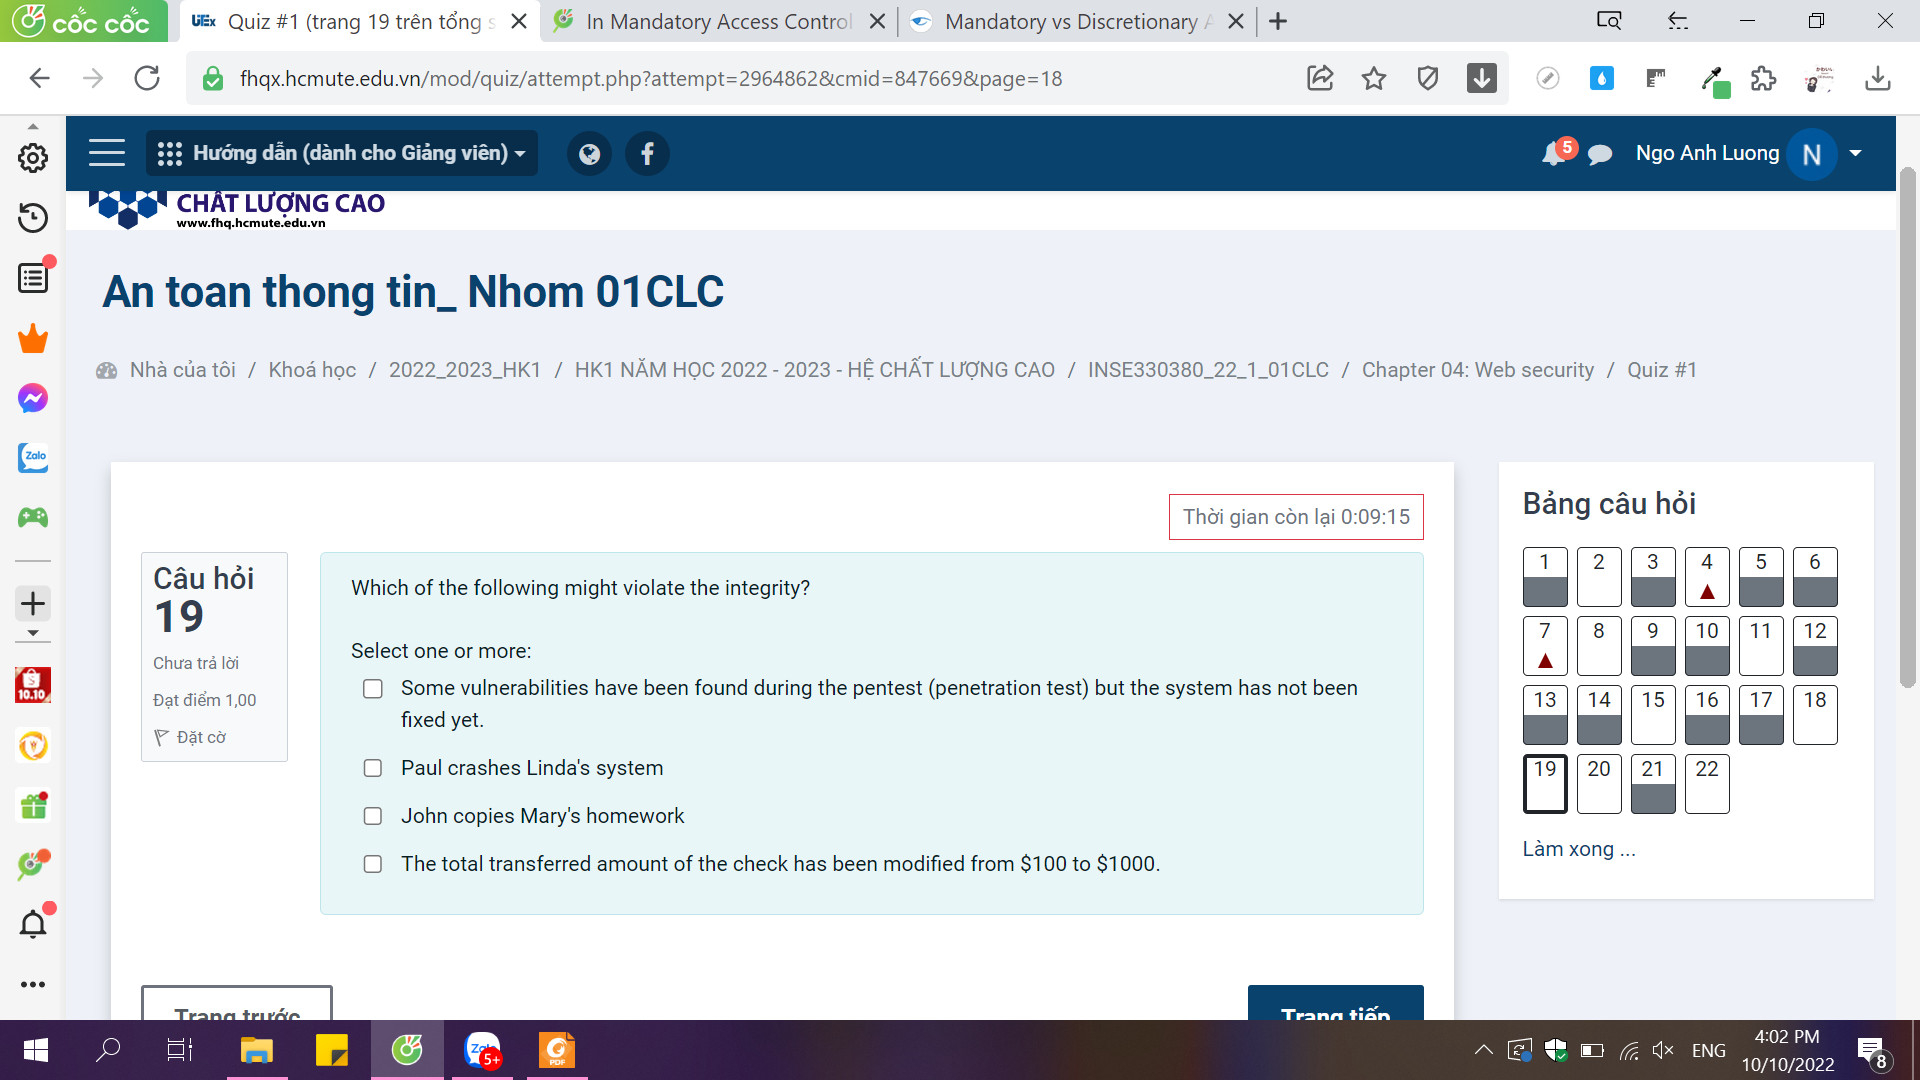 cốc cốc
UEx Quiz #1 (trang 19 trên tổng s
In Mandatory Access Control
Mandatory vs Discretionary A
fhqx.hcmute.edu.vn/mod/quiz/attempt.php?attempt=2964862&cmid=847669&page=18
Hướng dẫn (dành cho Giảng viên)
5
Ngo Anh Luong
N
CHẤT LƯỢNG CAO
www.fhq.hcmute.edu.vn
An toan thong tin_ Nhom 01CLC
Nhà của tôi / Khoá học / 2022_2023_HK1 / HK1 NĂM HỌC 2022 - 2023 - HỆ CHẤT LƯỢNG CAO / INSE330380_22_1_01CLC / Chapter 04: Web security / Quiz #1
Zalo
10.10
Thời gian còn lại 0:09:15
Câu hỏi
19
Chưa trả lời
Đạt điểm 1,00
Đặt cờ
Which of the following might violate the integrity?
Select one or more:
Some vulnerabilities have been found during the pentest (penetration test) but the system has not been
fixed yet.
Paul crashes Linda's system
John copies Mary's homework
The total transferred amount of the check has been modified from $100 to $1000.
Bảng câu hỏi
1 2 3 4 5 6
7 8 9 10 11 12
13 14 15 16 17 18
19 20 21 22
Làm xong ...
Trang trước
Trang tiếp
5+
PDF
ENG
4:02 PM
10/10/2022
8